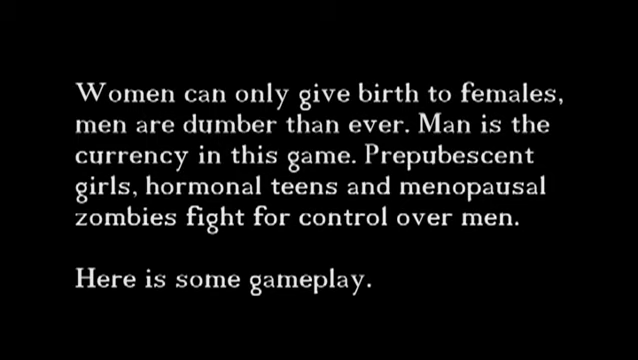 Women can only give birth to females,
men are dumber than ever. Man is the
currency in this game. Prepubescent
girls, hormonal teens and menopausal
zombies fight for control over men.
Here is some gameplay.